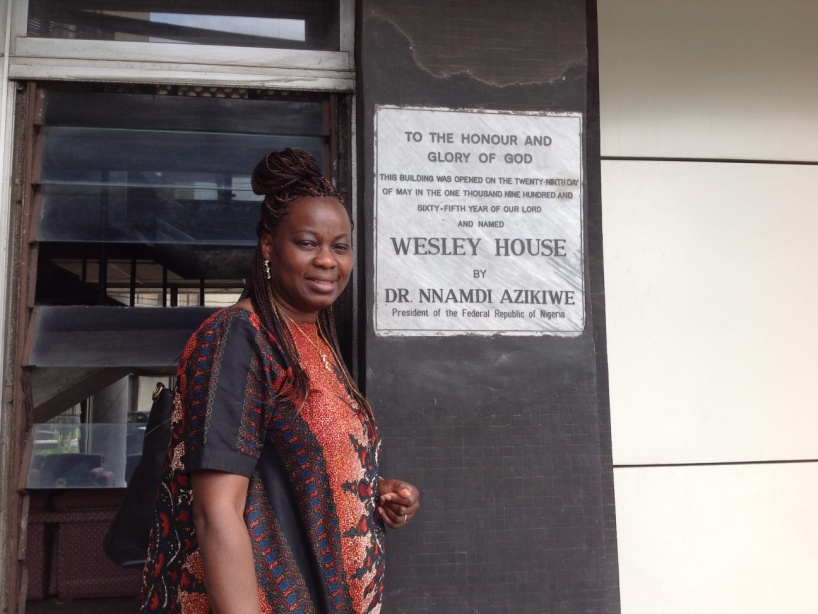 TO THE HONOUR AND
GLORY OF GOD
THIS BUILDING WAS OPENED ON THE TWENTY-NINTH DAY
OF MAY IN THE ONE THOUSAND NINE HUNDRED AND
SIXTY-FIFTH YEAR OF OUR LORD
AND NAMED
WESLEY HOUSE
BY
DR. NNAMDI AZIKIWE
President of the Federal Republic of Nigeria